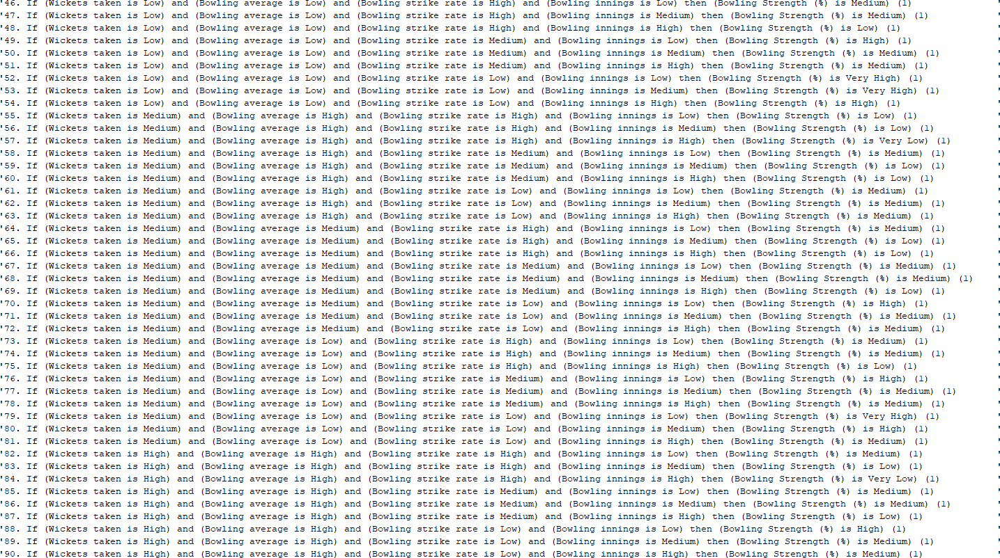 '46. If (Wickets taken is Low) and (Bowling average is Low) and (Bowling strike rate is High) and (Bowling innings is Low) then (Bowling Strength (%) is Medium) (1) '
'47. If (Wickets taken is Low) and (Bowling average is Low) and (Bowling strike rate is High) and (Bowling innings is Medium) then (Bowling Strength (%) is Medium) (1) '
'48. If (Wickets taken is Low) and (Bowling average is Low) and (Bowling strike rate is High) and (Bowling innings is High) then (Bowling Strength (%) is Low) (1) '
'49. If (Wickets taken is Low) and (Bowling average is Low) and (Bowling strike rate is Medium) and (Bowling innings is Low) then (Bowling Strength (%) is High) (1) '
'50. If (Wickets taken is Low) and (Bowling average is Low) and (Bowling strike rate is Medium) and (Bowling innings is Medium) then (Bowling Strength (%) is Medium) (1) '
'51. If (Wickets taken is Low) and (Bowling average is Low) and (Bowling strike rate is Medium) and (Bowling innings is High) then (Bowling Strength (%) is Medium) (1) '
'52. If (Wickets taken is Low) and (Bowling average is Low) and (Bowling strike rate is Low) and (Bowling innings is Low) then (Bowling Strength (%) is Very High) (1) '
'53. If (Wickets taken is Low) and (Bowling average is Low) and (Bowling strike rate is Low) and (Bowling innings is Medium) then (Bowling Strength (%) is Very High) (1) '
'54. If (Wickets taken is Low) and (Bowling average is Low) and (Bowling strike rate is Low) and (Bowling innings is High) then (Bowling Strength (%) is High) (1) '
'55. If (Wickets taken is Medium) and (Bowling average is High) and (Bowling strike rate is High) and (Bowling innings is Low) then (Bowling Strength (%) is Low) (1) '
'56. If (Wickets taken is Medium) and (Bowling average is High) and (Bowling strike rate is High) and (Bowling innings is Medium) then (Bowling Strength (%) is Low) (1) '
'57. If (Wickets taken is Medium) and (Bowling average is High) and (Bowling strike rate is High) and (Bowling innings is High) then (Bowling Strength (%) is Very Low) (1) '
'58. If (Wickets taken is Medium) and (Bowling average is High) and (Bowling strike rate is Medium) and (Bowling innings is Low) then (Bowling Strength (%) is Medium) (1) '
'59. If (Wickets taken is Medium) and (Bowling average is High) and (Bowling strike rate is Medium) and (Bowling innings is Medium) then (Bowling Strength (%) is Low) (1) '
'60. If (Wickets taken is Medium) and (Bowling average is High) and (Bowling strike rate is Medium) and (Bowling innings is High) then (Bowling Strength (%) is Low) (1) '
'61. If (Wickets taken is Medium) and (Bowling average is High) and (Bowling strike rate is Low) and (Bowling innings is Low) then (Bowling Strength (%) is Medium) (1) '
'62. If (Wickets taken is Medium) and (Bowling average is High) and (Bowling strike rate is Low) and (Bowling innings is Medium) then (Bowling Strength (%) is Medium) (1) '
'63. If (Wickets taken is Medium) and (Bowling average is High) and (Bowling strike rate is Low) and (Bowling innings is High) then (Bowling Strength (%) is Medium) (1) '
'64. If (Wickets taken is Medium) and (Bowling average is Medium) and (Bowling strike rate is High) and (Bowling innings is Low) then (Bowling Strength (%) is Medium) (1) '
'65. If (Wickets taken is Medium) and (Bowling average is Medium) and (Bowling strike rate is High) and (Bowling innings is Medium) then (Bowling Strength (%) is Low) (1) '
'66. If (Wickets taken is Medium) and (Bowling average is Medium) and (Bowling strike rate is High) and (Bowling innings is High) then (Bowling Strength (%) is Low) (1) '
'67. If (Wickets taken is Medium) and (Bowling average is Medium) and (Bowling strike rate is Medium) and (Bowling innings is Low) then (Bowling Strength (%) is Medium) (1) '
'68. If (Wickets taken is Medium) and (Bowling average is Medium) and (Bowling strike rate is Medium) and (Bowling innings is Medium) then (Bowling Strength (%) is Medium) (1) '
'69. If (Wickets taken is Medium) and (Bowling average is Medium) and (Bowling strike rate is Medium) and (Bowling innings is High) then (Bowling Strength (%) is Low) (1) '
'70. If (Wickets taken is Medium) and (Bowling average is Medium) and (Bowling strike rate is Low) and (Bowling innings is Low) then (Bowling Strength (%) is High) (1) '
'71. If (Wickets taken is Medium) and (Bowling average is Medium) and (Bowling strike rate is Low) and (Bowling innings is Medium) then (Bowling Strength (%) is Medium) (1) '
'72. If (Wickets taken is Medium) and (Bowling average is Medium) and (Bowling strike rate is Low) and (Bowling innings is High) then (Bowling Strength (%) is Medium) (1) '
'73. If (Wickets taken is Medium) and (Bowling average is Low) and (Bowling strike rate is High) and (Bowling innings is Low) then (Bowling Strength (%) is Medium) (1) '
'74. If (Wickets taken is Medium) and (Bowling average is Low) and (Bowling strike rate is High) and (Bowling innings is Medium) then (Bowling Strength (%) is Medium) (1) '
'75. If (Wickets taken is Medium) and (Bowling average is Low) and (Bowling strike rate is High) and (Bowling innings is High) then (Bowling Strength (%) is Low) (1) '
'76. If (Wickets taken is Medium) and (Bowling average is Low) and (Bowling strike rate is Medium) and (Bowling innings is Low) then (Bowling Strength (%) is High) (1) '
'77. If (Wickets taken is Medium) and (Bowling average is Low) and (Bowling strike rate is Medium) and (Bowling innings is Medium) then (Bowling Strength (%) is Medium) (1) '
'78. If (Wickets taken is Medium) and (Bowling average is Low) and (Bowling strike rate is Medium) and (Bowling innings is High) then (Bowling Strength (%) is Medium) (1) '
'79. If (Wickets taken is Medium) and (Bowling average is Low) and (Bowling strike rate is Low) and (Bowling innings is Low) then (Bowling Strength (%) is Very High) (1) '
'80. If (Wickets taken is Medium) and (Bowling average is Low) and (Bowling strike rate is Low) and (Bowling innings is Medium) then (Bowling Strength (%) is High) (1) '
'81. If (Wickets taken is Medium) and (Bowling average is Low) and (Bowling strike rate is Low) and (Bowling innings is High) then (Bowling Strength (%) is Medium) (1) '
'82. If (Wickets taken is High) and (Bowling average is High) and (Bowling strike rate is High) and (Bowling innings is Low) then (Bowling Strength (%) is Medium) (1) '
'83. If (Wickets taken is High) and (Bowling average is High) and (Bowling strike rate is High) and (Bowling innings is Medium) then (Bowling Strength (%) is Low) (1) '
'84. If (Wickets taken is High) and (Bowling average is High) and (Bowling strike rate is High) and (Bowling innings is High) then (Bowling Strength (%) is Very Low) (1) '
'85. If (Wickets taken is High) and (Bowling average is High) and (Bowling strike rate is Medium) and (Bowling innings is Low) then (Bowling Strength (%) is Medium) (1) '
'86. If (Wickets taken is High) and (Bowling average is High) and (Bowling strike rate is Medium) and (Bowling innings is Medium) then (Bowling Strength (%) is Medium) (1) '
'87. If (Wickets taken is High) and (Bowling average is High) and (Bowling strike rate is Medium) and (Bowling innings is High) then (Bowling Strength (%) is Low) (1) '
'88. If (Wickets taken is High) and (Bowling average is High) and (Bowling strike rate is Low) and (Bowling innings is Low) then (Bowling Strength (%) is High) (1) '
'89. If (Wickets taken is High) and (Bowling average is High) and (Bowling strike rate is Low) and (Bowling innings is Medium) then (Bowling Strength (%) is Medium) (1) '
'90. If (Wickets taken is High) and (Bowling average is High) and (Bowling strike rate is Low) and (Bowling innings is High) then (Bowling Strength (%) is Medium) (1) '